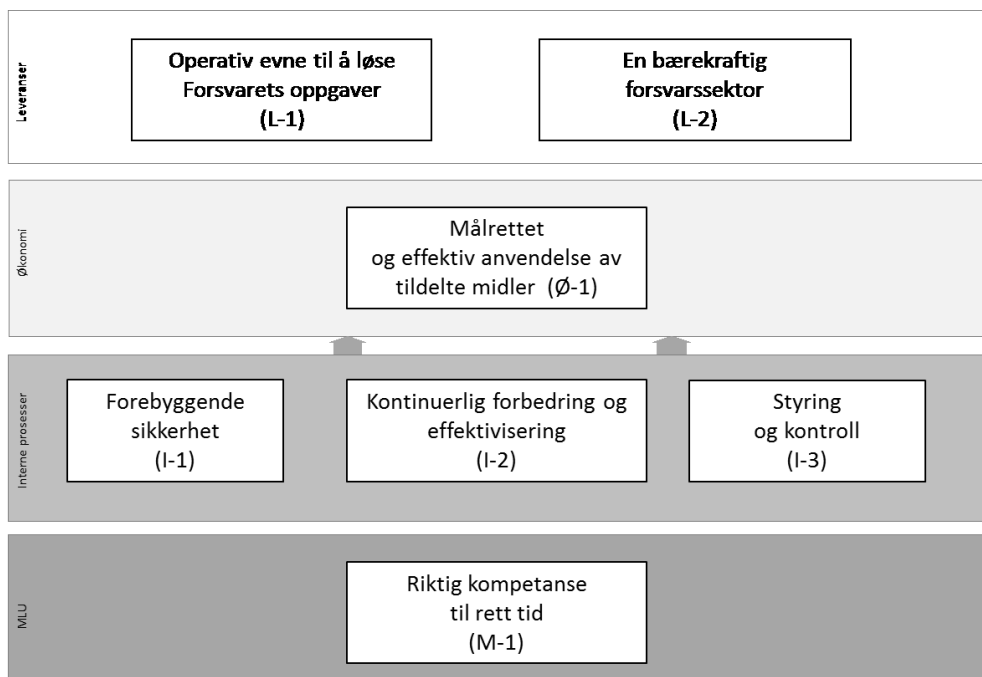 Leveranser
Operativ evne til å løse
Forsvarets oppgaver
(L-1)
En bærekraftig
forsvarssektor
(L-2)
Økonomi
Målrettet
og effektiv anvendelse av
tildelte midler (Ø-1)
Interne prosesser
Forebyggende
sikkerhet
(I-1)
Kontinuerlig forbedring og
effektivisering
(I-2)
Styring
og kontroll
(I-3)
MLU
Riktig kompetanse
til rett tid
(M-1)